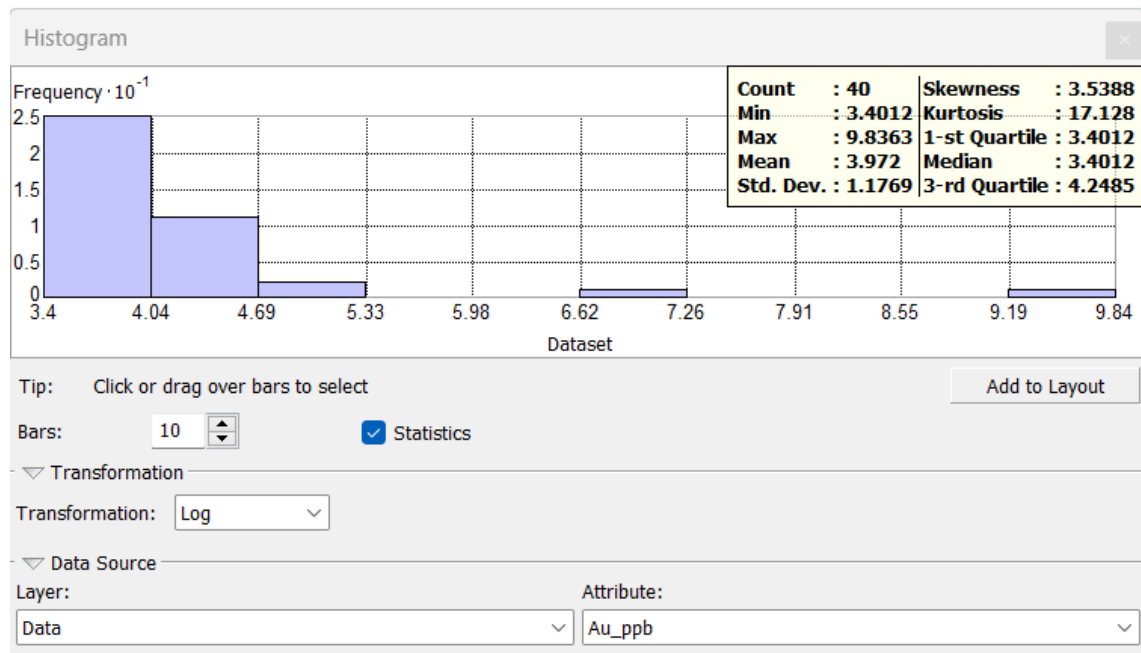 Histogram
×
Frequency · 10⁻¹
2.5
2
1.5
1
0.5
0
3.4 4.04 4.69 5.33 5.98 6.62 7.26 7.91 8.55 9.19 9.84
Dataset
Count : 40 Skewness : 3.5388
Min : 3.4012 Kurtosis : 17.128
Max : 9.8363 1-st Quartile : 3.4012
Mean : 3.972 Median : 3.4012
Std. Dev. : 1.1769 3-rd Quartile : 4.2485
Tip: Click or drag over bars to select Add to Layout
Bars: 10 Statistics
Transformation
Transformation: Log
Data Source
Layer: Attribute:
Data Au_ppb